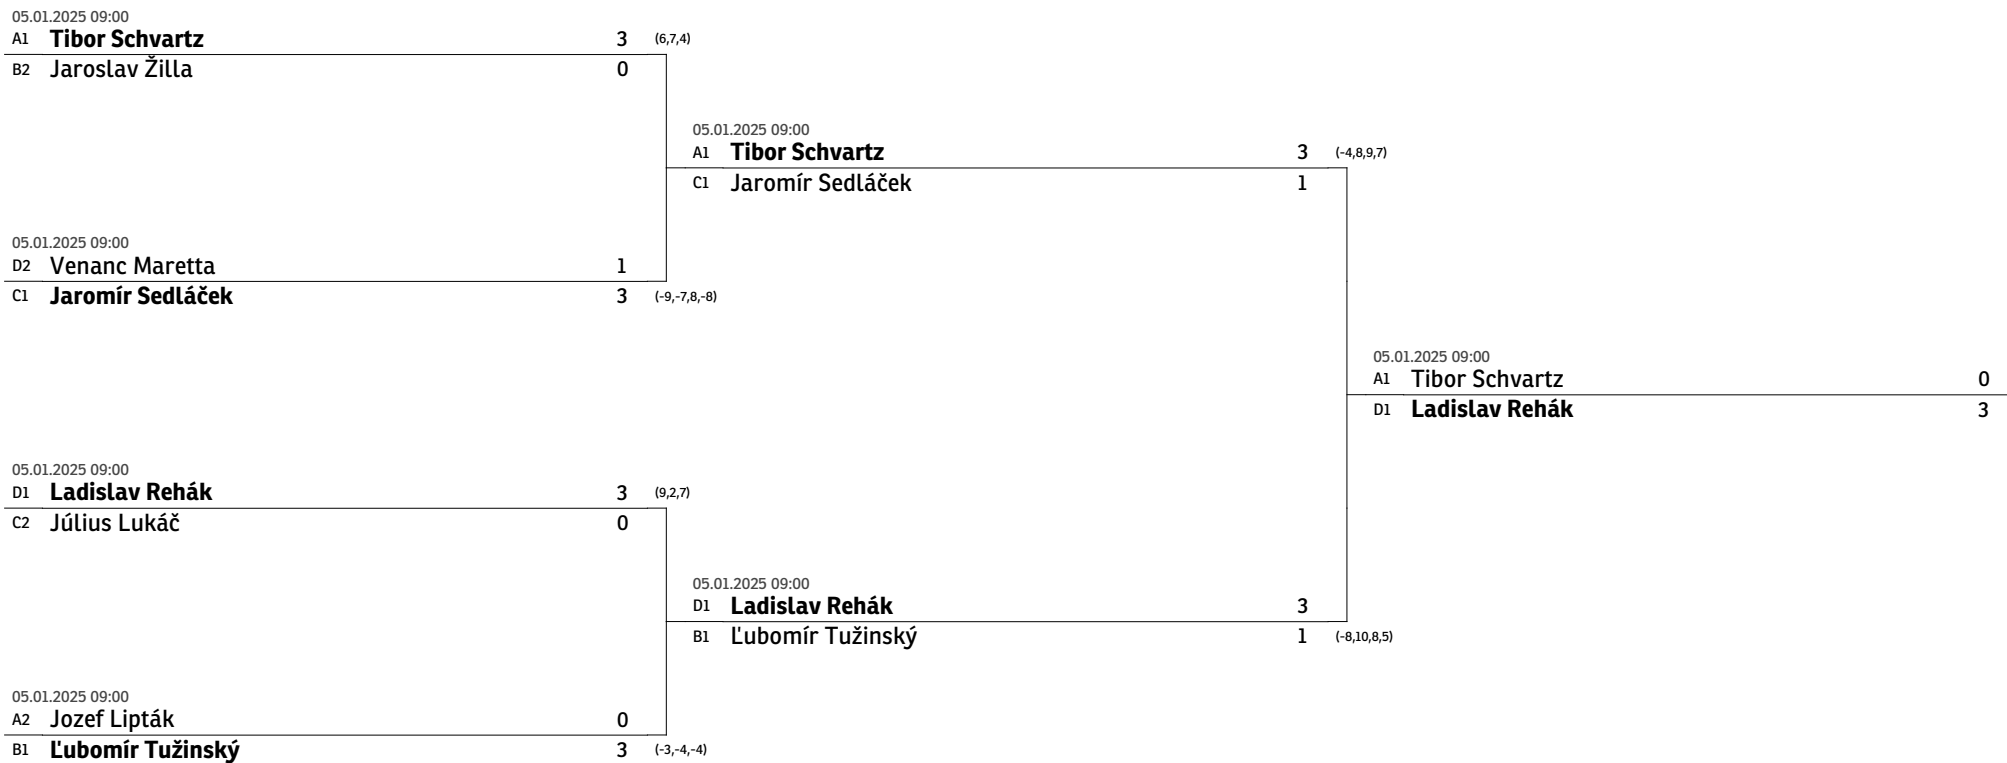 05.01.2025 09:00
A1 Tibor Schvartz 3 (6,7,4)
B2 Jaroslav Žilla 0
05.01.2025 09:00
A1 Tibor Schvartz 3 (-4,8,9,7)
C1 Jaromír Sedláček 1
05.01.2025 09:00
D2 Venanc Maretta 1
C1 Jaromír Sedláček 3 (-9,-7,8,-8)
05.01.2025 09:00
A1 Tibor Schvartz 0
D1 Ladislav Rehák 3
05.01.2025 09:00
D1 Ladislav Rehák 3 (9,2,7)
C2 Július Lukáč 0
05.01.2025 09:00
D1 Ladislav Rehák 3
B1 Ľubomír Tužinský 1 (-8,10,8,5)
05.01.2025 09:00
A2 Jozef Lipták 0
B1 Ľubomír Tužinský 3 (-3,-4,-4)